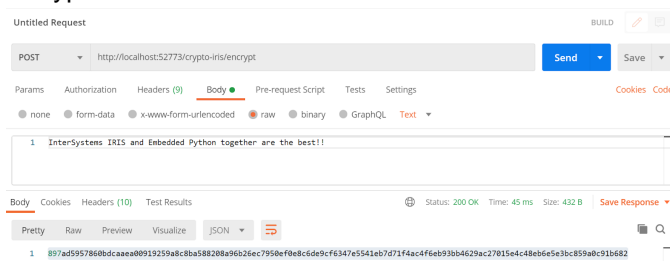 Untitled Request BUILD
POST http://localhost:52773/crypto-iris/encrypt Send Save
Params Authorization Headers (9) Body Pre-request Script Tests Settings Cookies Code
none form-data x-www-form-urlencoded raw binary GraphQL Text
1 InterSystems IRIS and Embedded Python together are the best!!
Body Cookies Headers (10) Test Results Status: 200 OK Time: 45 ms Size: 432 B Save Response
Pretty Raw Preview Visualize JSON
1 897ad5957860bdcaaea00919259a8c8ba588208a96b26ec7950ef0e8c6de9cf6347e5541eb7d71f4ac4f6eb93bb4629ac27015e4c48eb6e5e3bc859a0c91b682